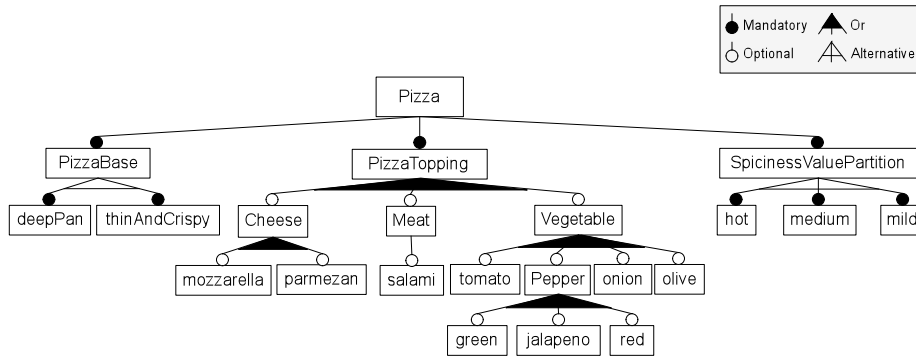 Mandatory Or
Optional Alternative
Pizza
PizzaBase PizzaTopping SpicinessValuePartition
deepPan thinAndCrispy Cheese Meat Vegetable hot medium mild
mozzarella parmezan salami tomato Pepper onion olive
green jalapeno red